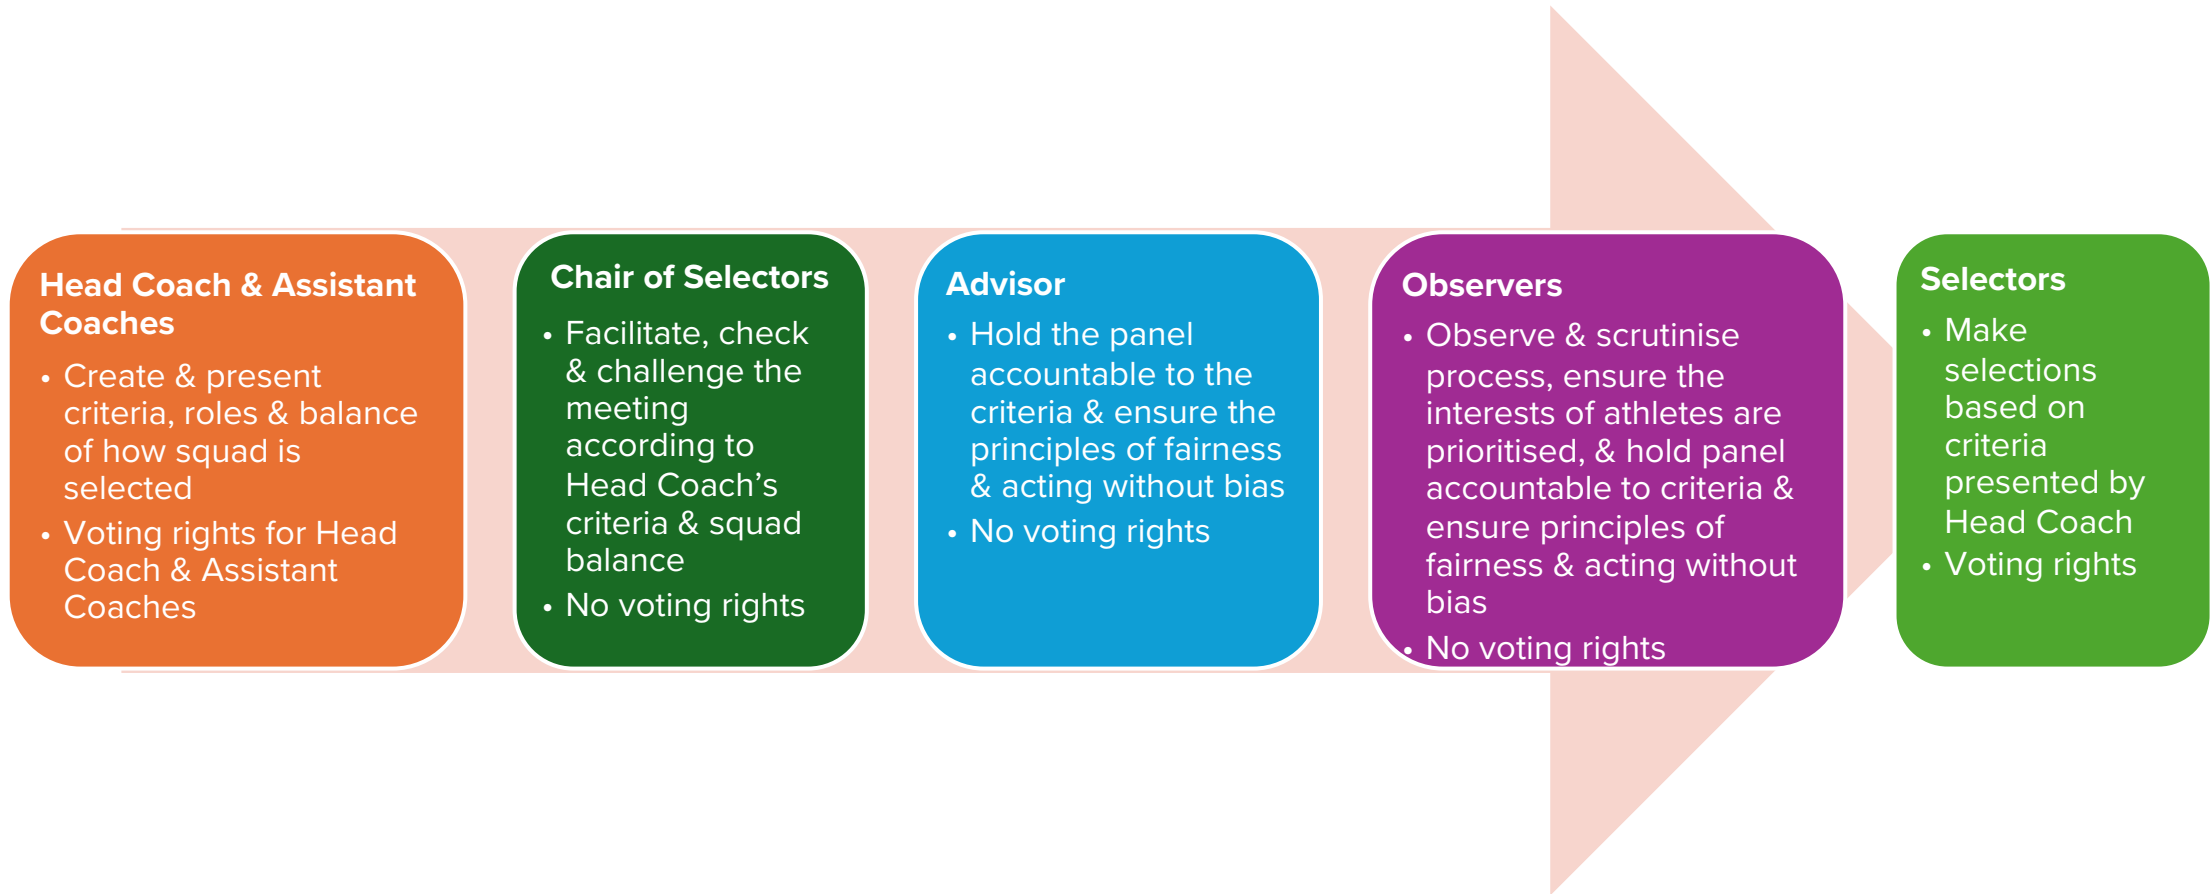 Head Coach & Assistant
Coaches
• Create & present
criteria, roles & balance
of how squad is
selected
• Voting rights for Head
Coach & Assistant
Coaches
Chair of Selectors
• Facilitate, check
& challenge the
meeting
according to
Head Coach’s
criteria & squad
balance
• No voting rights
Advisor
• Hold the panel
accountable to the
criteria & ensure the
principles of fairness
& acting without bias
• No voting rights
Observers
• Observe & scrutinise
process, ensure the
interests of athletes are
prioritised, & hold panel
accountable to criteria &
ensure principles of
fairness & acting without
bias
• No voting rights
Selectors
• Make
selections
based on
criteria
presented by
Head Coach
• Voting rights